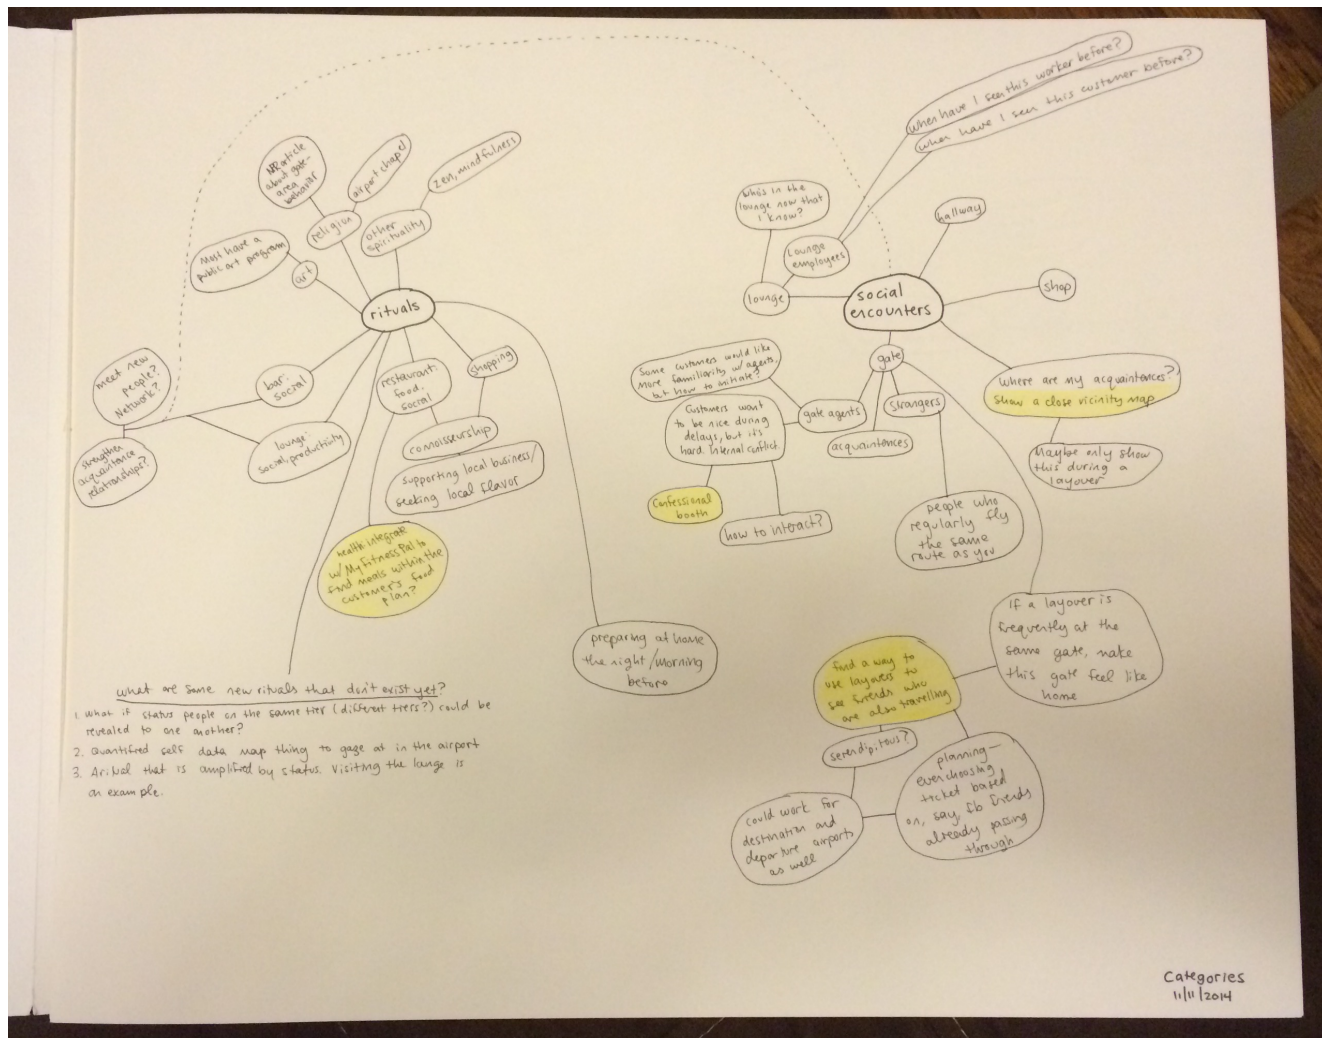 when have I seen this worker before?
when have I seen this customer before?
article
about gate-
area
behavior
airport chapel
zen, mindfulness
religion
other
spirituality
Most have a
public art program
art
rituals
who's in the
lounge now that
I know?
Lounge
employees
lounge
hallway
social
encounters
shop
meet new
people?
Network?
strengthen
acquaintence
relationships?
bar:
social
lounge:
social, productivity
restaurant:
food,
social
shopping
connoisseurship
supporting local business/
seeking local flavor
health: integrate
w/ MyFitnessPal to
find meals within the
customer's food
plan?
preparing at home
the night/morning
before
gate
Some customers would like
more familiarity w/ agents,
but how to initiate?
Customers want
to be nice during
delays, but it's
hard. Internal conflict.
gate agents
strangers
acquaintences
Confessional
booth
how to interact?
people who
regularly fly
the same
route as you
where are my acquaintences?
Show a close vicinity map
Maybe only show
this during a
layover
If a layover is
frequently at the
same gate, make
this gate feel like
home
find a way to
use layovers to
see friends who
are also travelling
serendipitous?
planning—
even choosing
ticket based
on, say, fb friends
already passing
through
could work for
destination and
departure airports
as well
what are some new rituals that don't exist yet?
1. What if status people on the same tier (different tiers?) could be
revealed to one another?
2. Quantified self data map thing to gaze at in the airport
3. Arrival that is amplified by status. Visiting the lounge is
an example.
Categories
11/11/2014